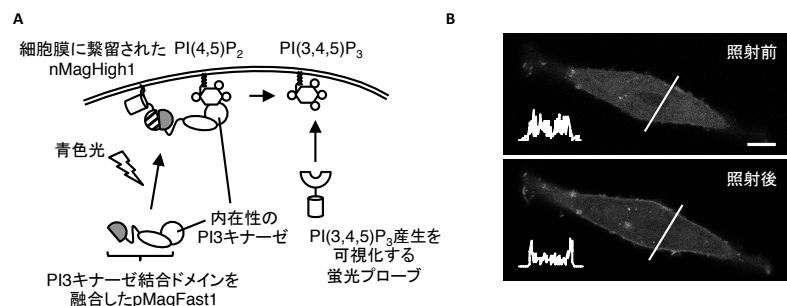 A
細胞膜に繋留された
nMagHigh1
PI(4,5)P2
PI(3,4,5)P3
青色光
内在性の
PI3キナーゼ
PI3キナーゼ結合ドメインを
融合したpMagFast1
PI(3,4,5)P3産生を
可視化する
蛍光プローブ
B
照射前
照射後